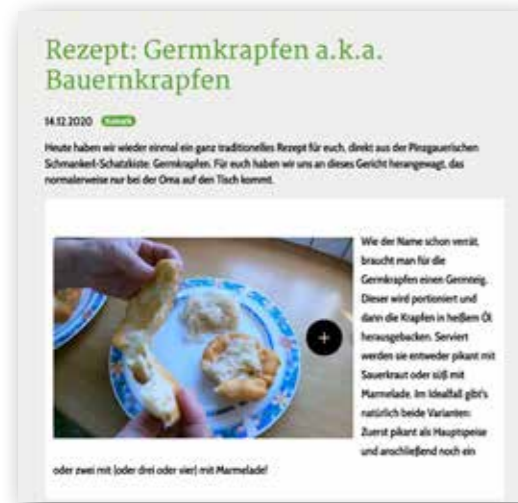 Rezept: Germkrapfen a.k.a.
Bauernkrapfen
14.12.2020
Heute haben wir wieder einmal ein ganz traditionelles Rezept für euch, direkt aus der Pinzgauerischen
Schmankerl-Schatzkiste: Germkrapfen. Für euch haben wir uns an dieses Gericht herangewagt, das
normalerweise nur bei der Oma auf den Tisch kommt.
Wie der Name schon verrät,
braucht man für die
Germkrapfen einen Germteig.
Dieser wird portioniert und
dann die Krapfen in heißem Öl
herausgebacken. Serviert
werden sie entweder pikant mit
Sauerkraut oder süß mit
Marmelade. Im Idealfall gibt's
natürlich beide Varianten:
Zuerst pikant als Hauptspeise
und anschließend noch ein
oder zwei mit (oder drei oder vier) mit Marmelade!